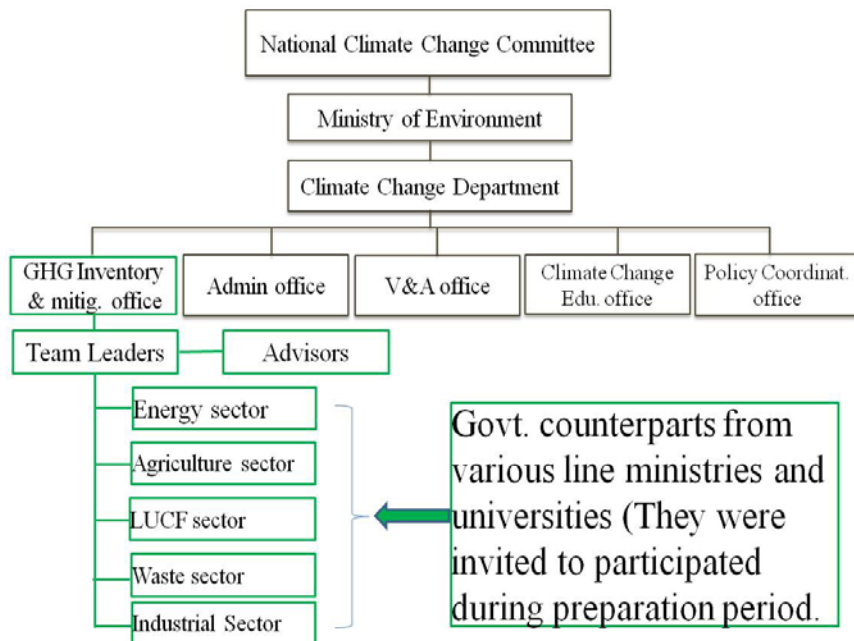 National Climate Change Committee
Ministry of Environment
Climate Change Department
GHG Inventory
& mitig. office
Admin office
V&A office
Climate Change
Edu. office
Policy Coordinat.
office
Team Leaders
Advisors
Energy sector
Agriculture sector
LUCF sector
Waste sector
Industrial Sector
Govt. counterparts from
various line ministries and
universities (They were
invited to participated
during preparation period.